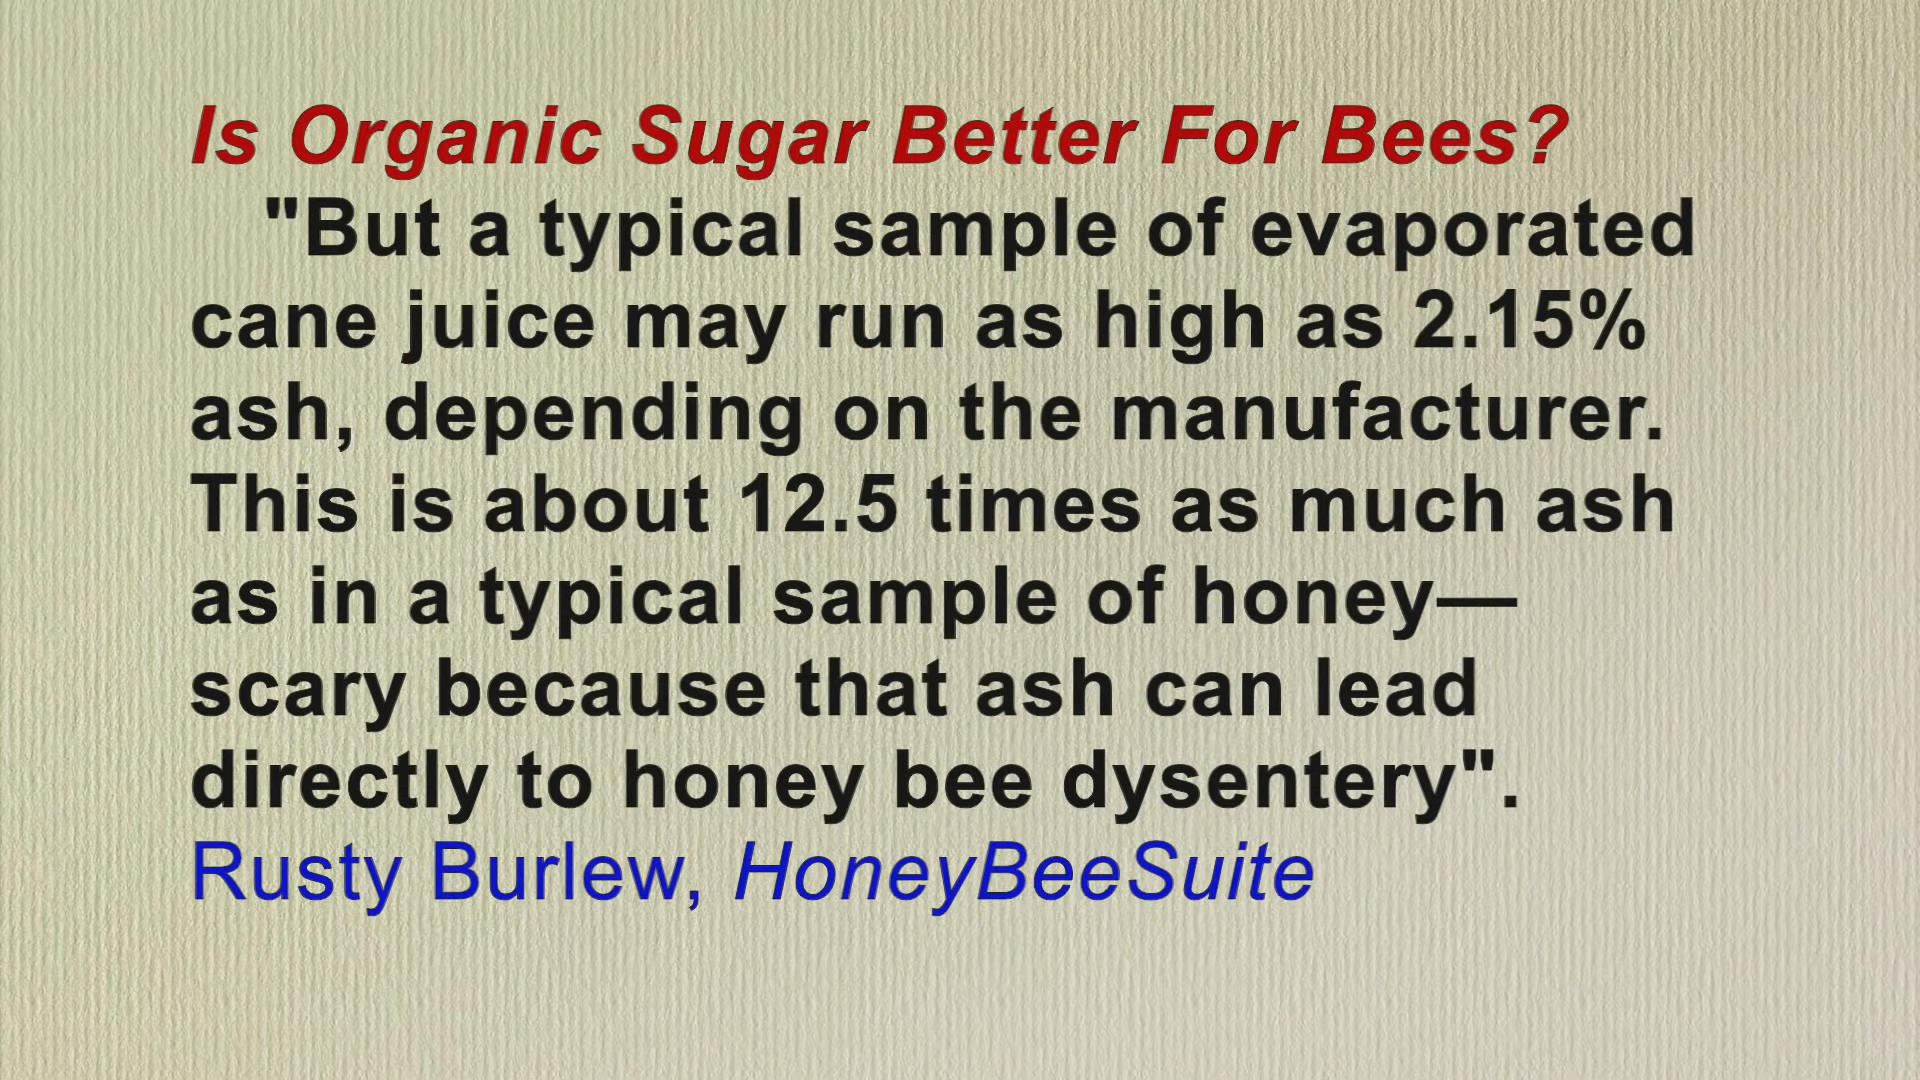 Is Organic Sugar Better For Bees?
"But a typical sample of evaporated
cane juice may run as high as 2.15%
ash, depending on the manufacturer.
This is about 12.5 times as much ash
as in a typical sample of honey—
scary because that ash can lead
directly to honey bee dysentery".
Rusty Burlew, HoneyBeeSuite